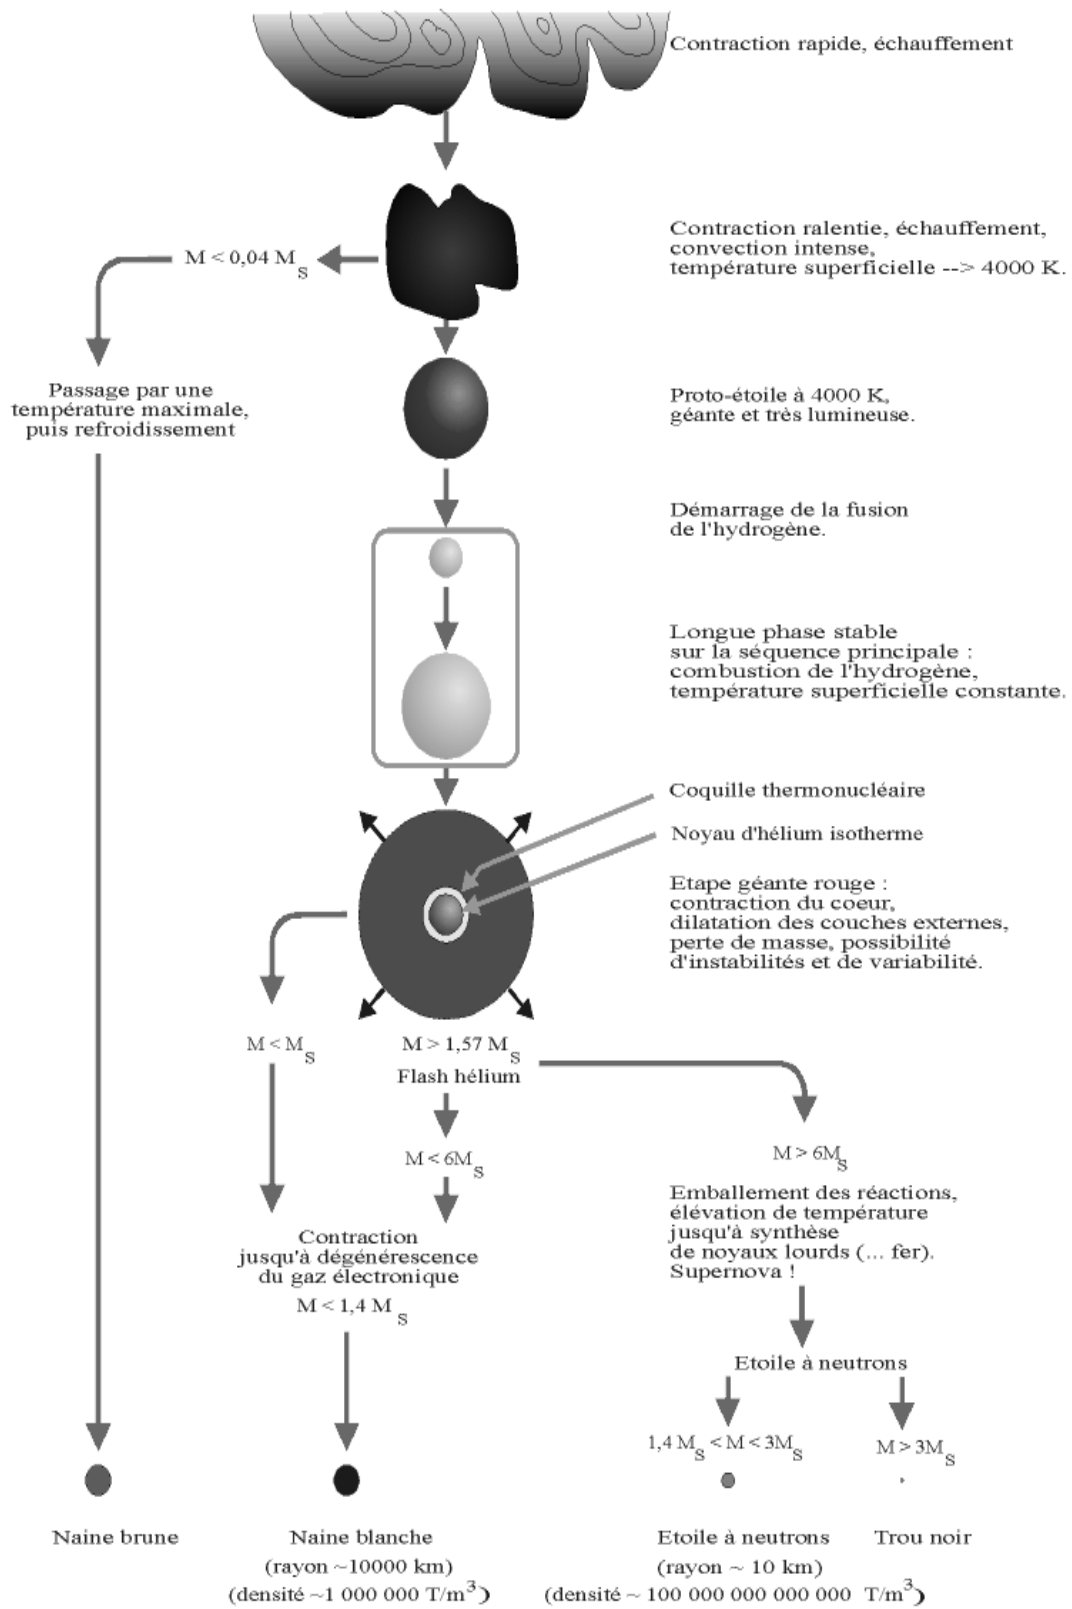 Contraction rapide, échauffement
Contraction ralentie, échauffement,
convection intense,
température superficielle --> 4000 K.
M < 0,04 M S
Passage par une
température maximale,
puis refroidissement
Proto-étoile à 4000 K,
géante et très lumineuse.
Démarrage de la fusion
de l'hydrogène.
Longue phase stable
sur la séquence principale :
combustion de l'hydrogène,
température superficielle constante.
Coquille thermonucléaire
Noyau d'hélium isotherme
Etape géante rouge :
contraction du coeur,
dilatation des couches externes,
perte de masse, possibilité
d'instabilités et de variabilité.
M < M S
M > 1,57 M S
Flash hélium
M < 6M S
M > 6M S
Emballement des réactions,
élévation de température
jusqu'à synthèse
de noyaux lourds (... fer).
Supernova !
Contraction
jusqu'à dégénérescence
du gaz électronique
M < 1,4 M S
Etoile à neutrons
1,4 M S < M < 3M S
M > 3M S
Naine brune
Naine blanche
(rayon ~10000 km)
(densité ~1 000 000 T/m3)
Etoile à neutrons
(rayon ~ 10 km)
(densité ~ 100 000 000 000 000 T/m3)
Trou noir